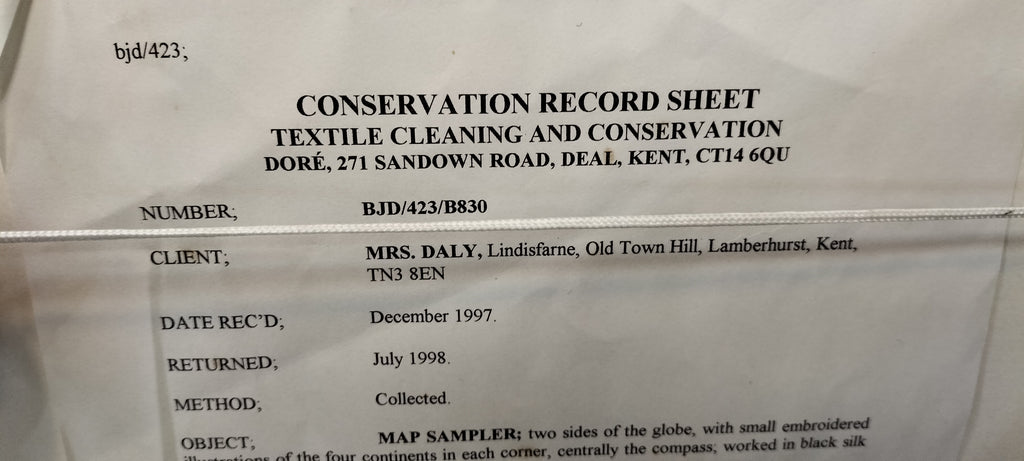 bjd/423;
CONSERVATION RECORD SHEET
TEXTILE CLEANING AND CONSERVATION
DORÉ, 271 SANDOWN ROAD, DEAL, KENT, CT14 6QU
NUMBER; BJD/423/B830
CLIENT; MRS. DALY, Lindisfarne, Old Town Hill, Lamberhurst, Kent,
TN3 8EN
DATE REC'D; December 1997.
RETURNED; July 1998.
METHOD; Collected.
OBJECT; MAP SAMPLER; two sides of the globe, with small embroidered
illustrations of the four continents in each corner, centrally the compass; worked in black silk